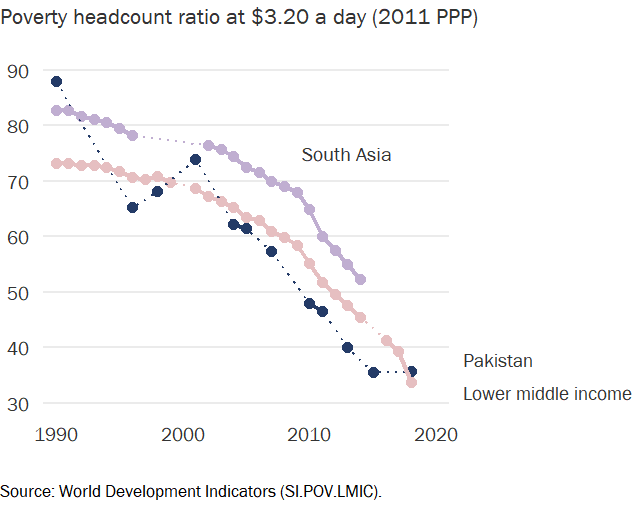 Poverty headcount ratio at $3.20 a day (2011 PPP)
90
80
South Asia
70
60
50
40
Pakistan
Lower middle income
30
1990
2000
2010
2020
Source: World Development Indicators (SI.POV.LMIC).